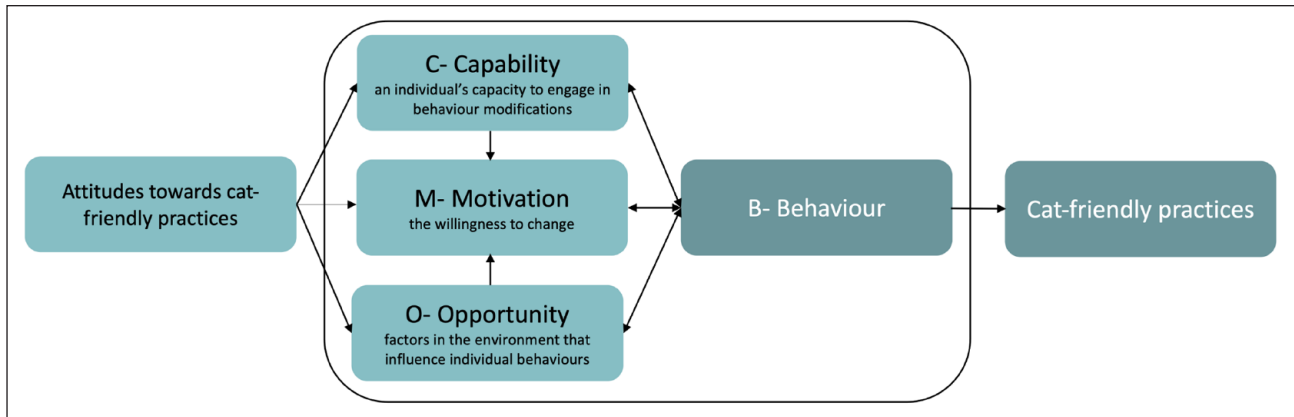 C- Capability
an individual's capacity to engage in
behaviour modifications
Attitudes towards cat-
friendly practices
M- Motivation
the willingness to change
B- Behaviour
Cat-friendly practices
O- Opportunity
factors in the environment that
influence individual behaviours